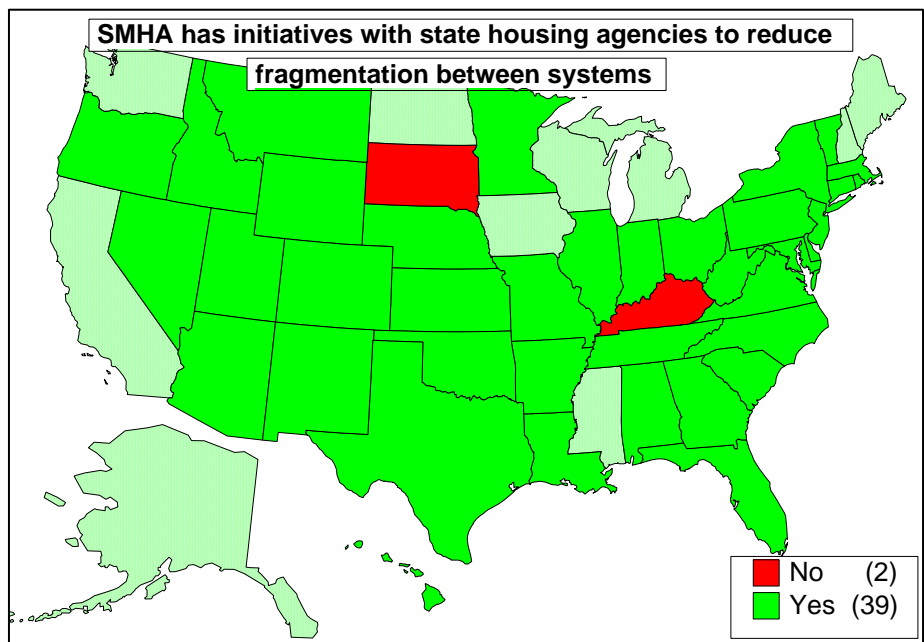 SMHA has initiatives with state housing agencies to reduce
fragmentation between systems
No (2)
Yes (39)